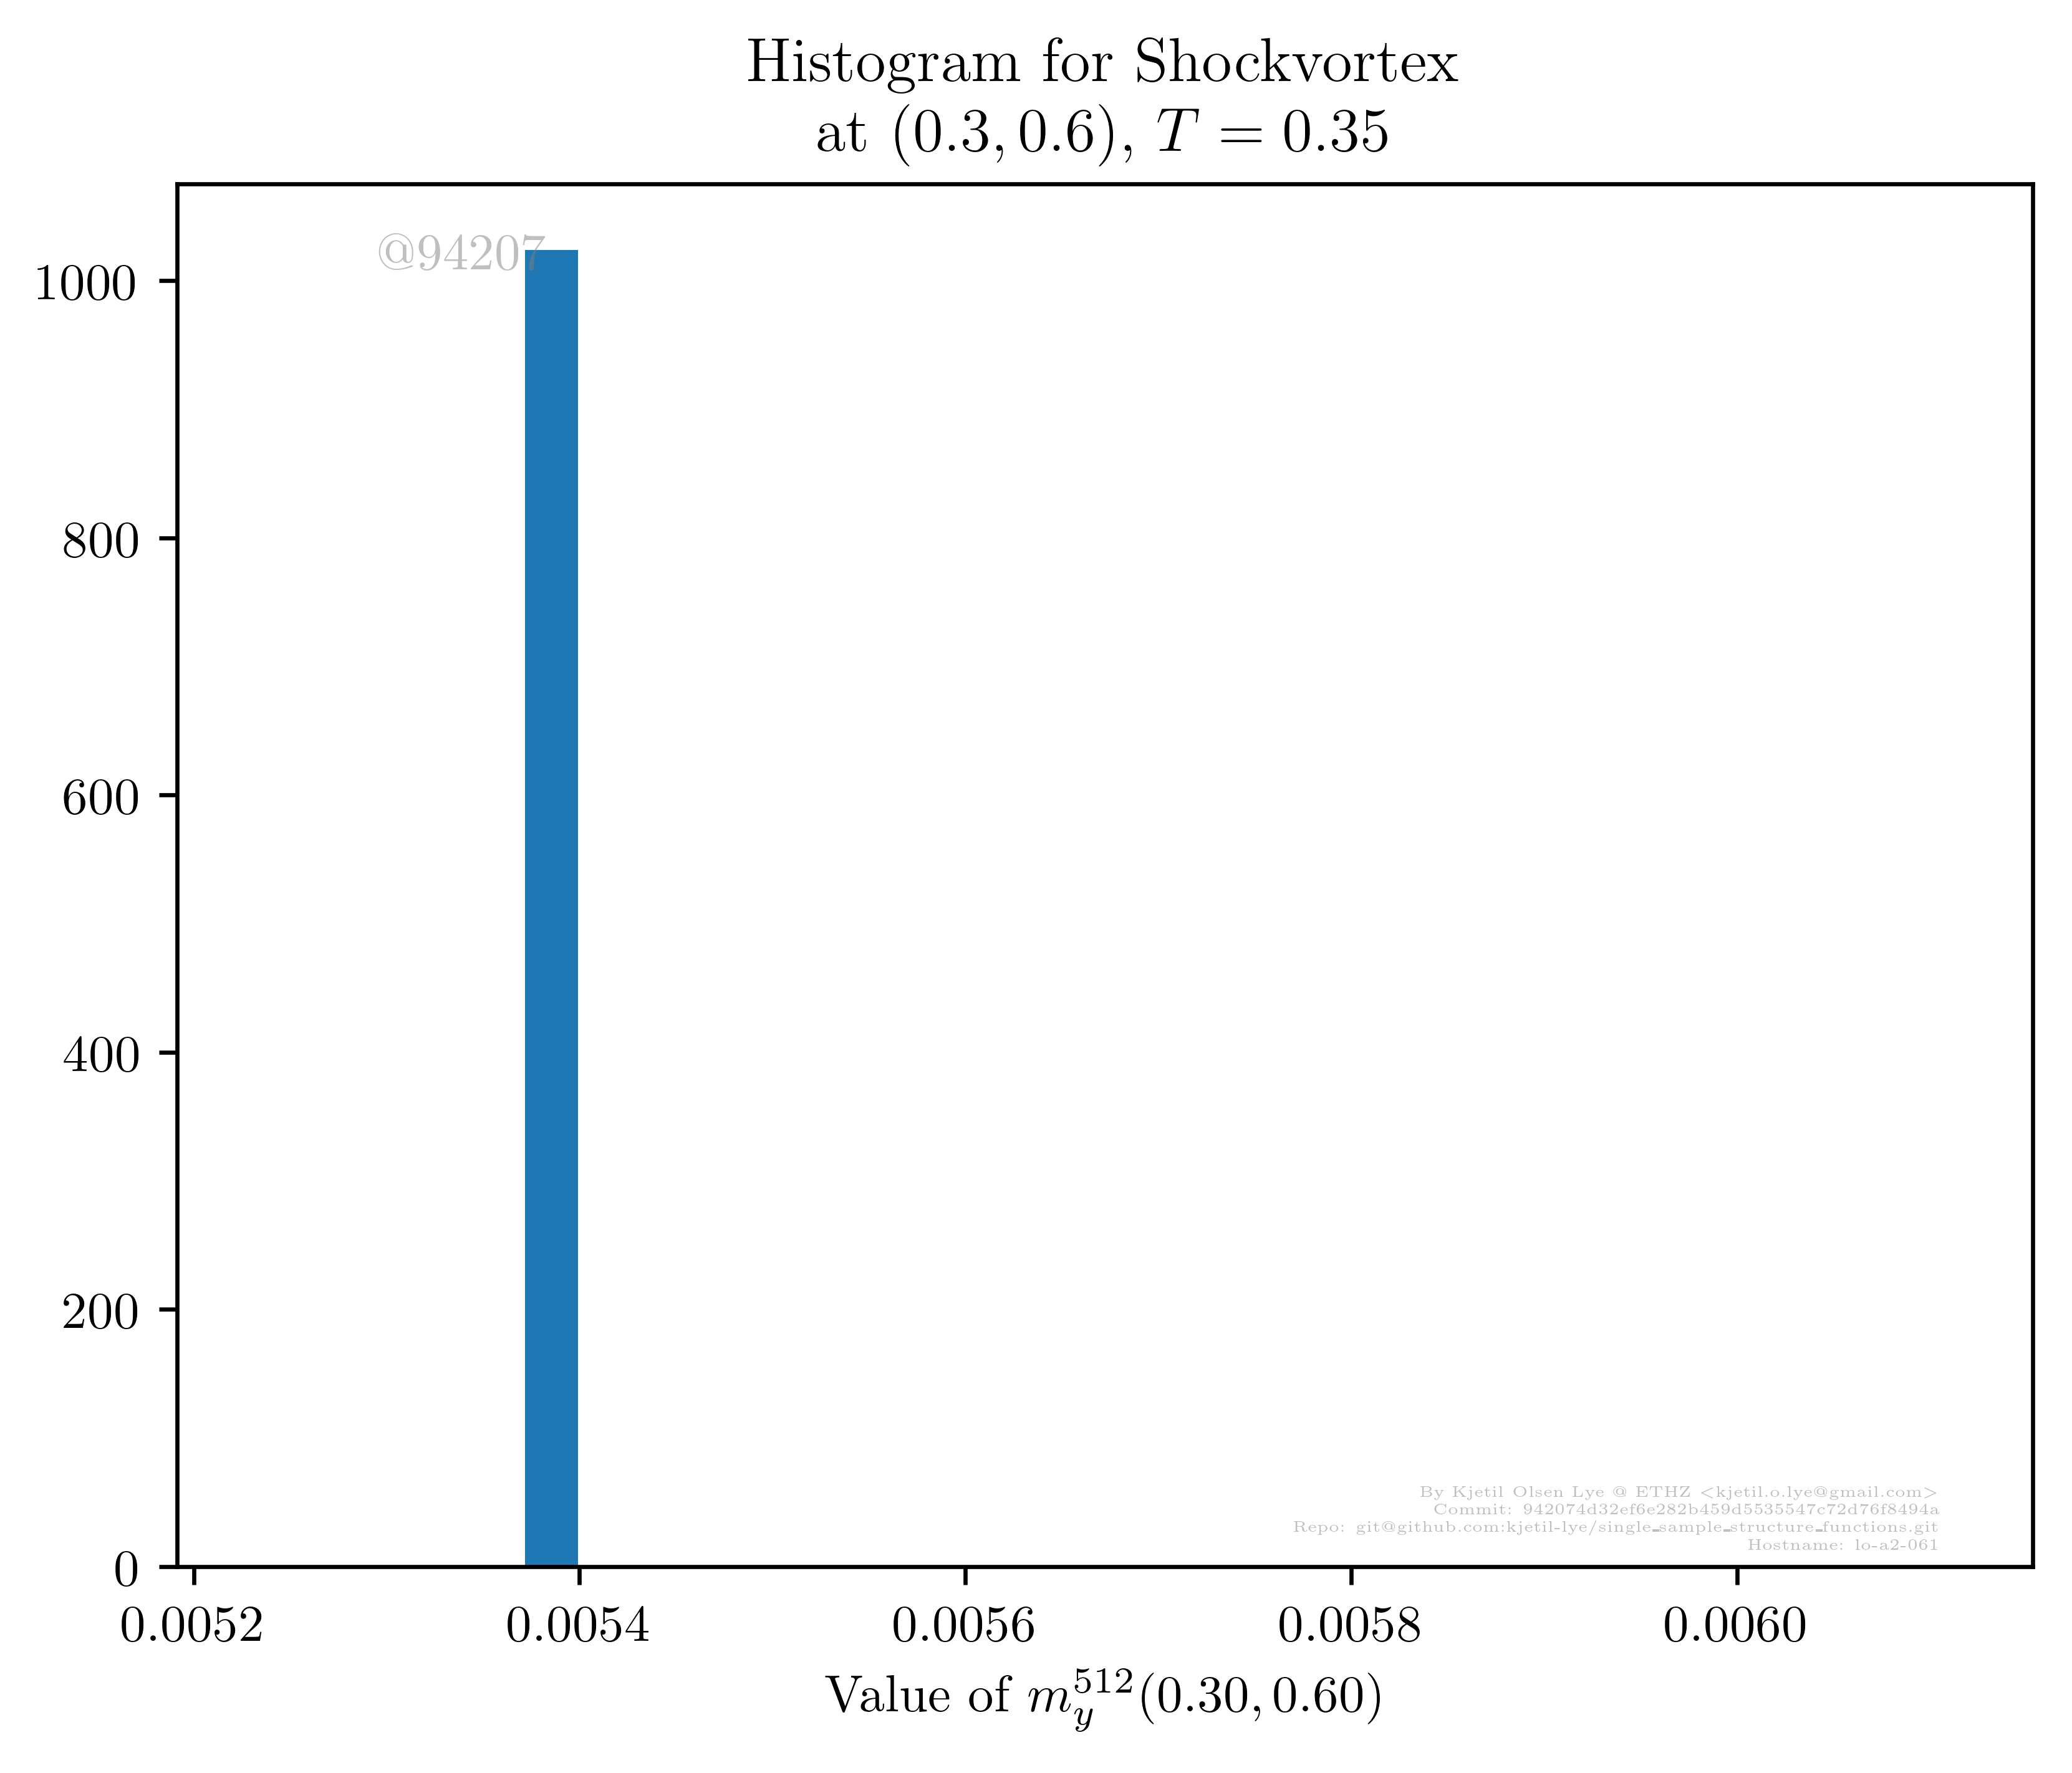 Histogram for Shockvortex
at (0.3, 0.6), T = 0.35
@94207
1000
800
600
400
200
0
By Kjetil Olsen Lye @ ETHZ <kjetil.o.lye@gmail.com>
Commit: 942074d32ef6e282b459d5535547c72d76f8494a
Repo: git@github.com:kjetil-lye/single_sample_structure_functions.git
Hostname: lo-a2-061
0.0052 0.0054 0.0056 0.0058 0.0060
Value of m_y^512(0.30, 0.60)